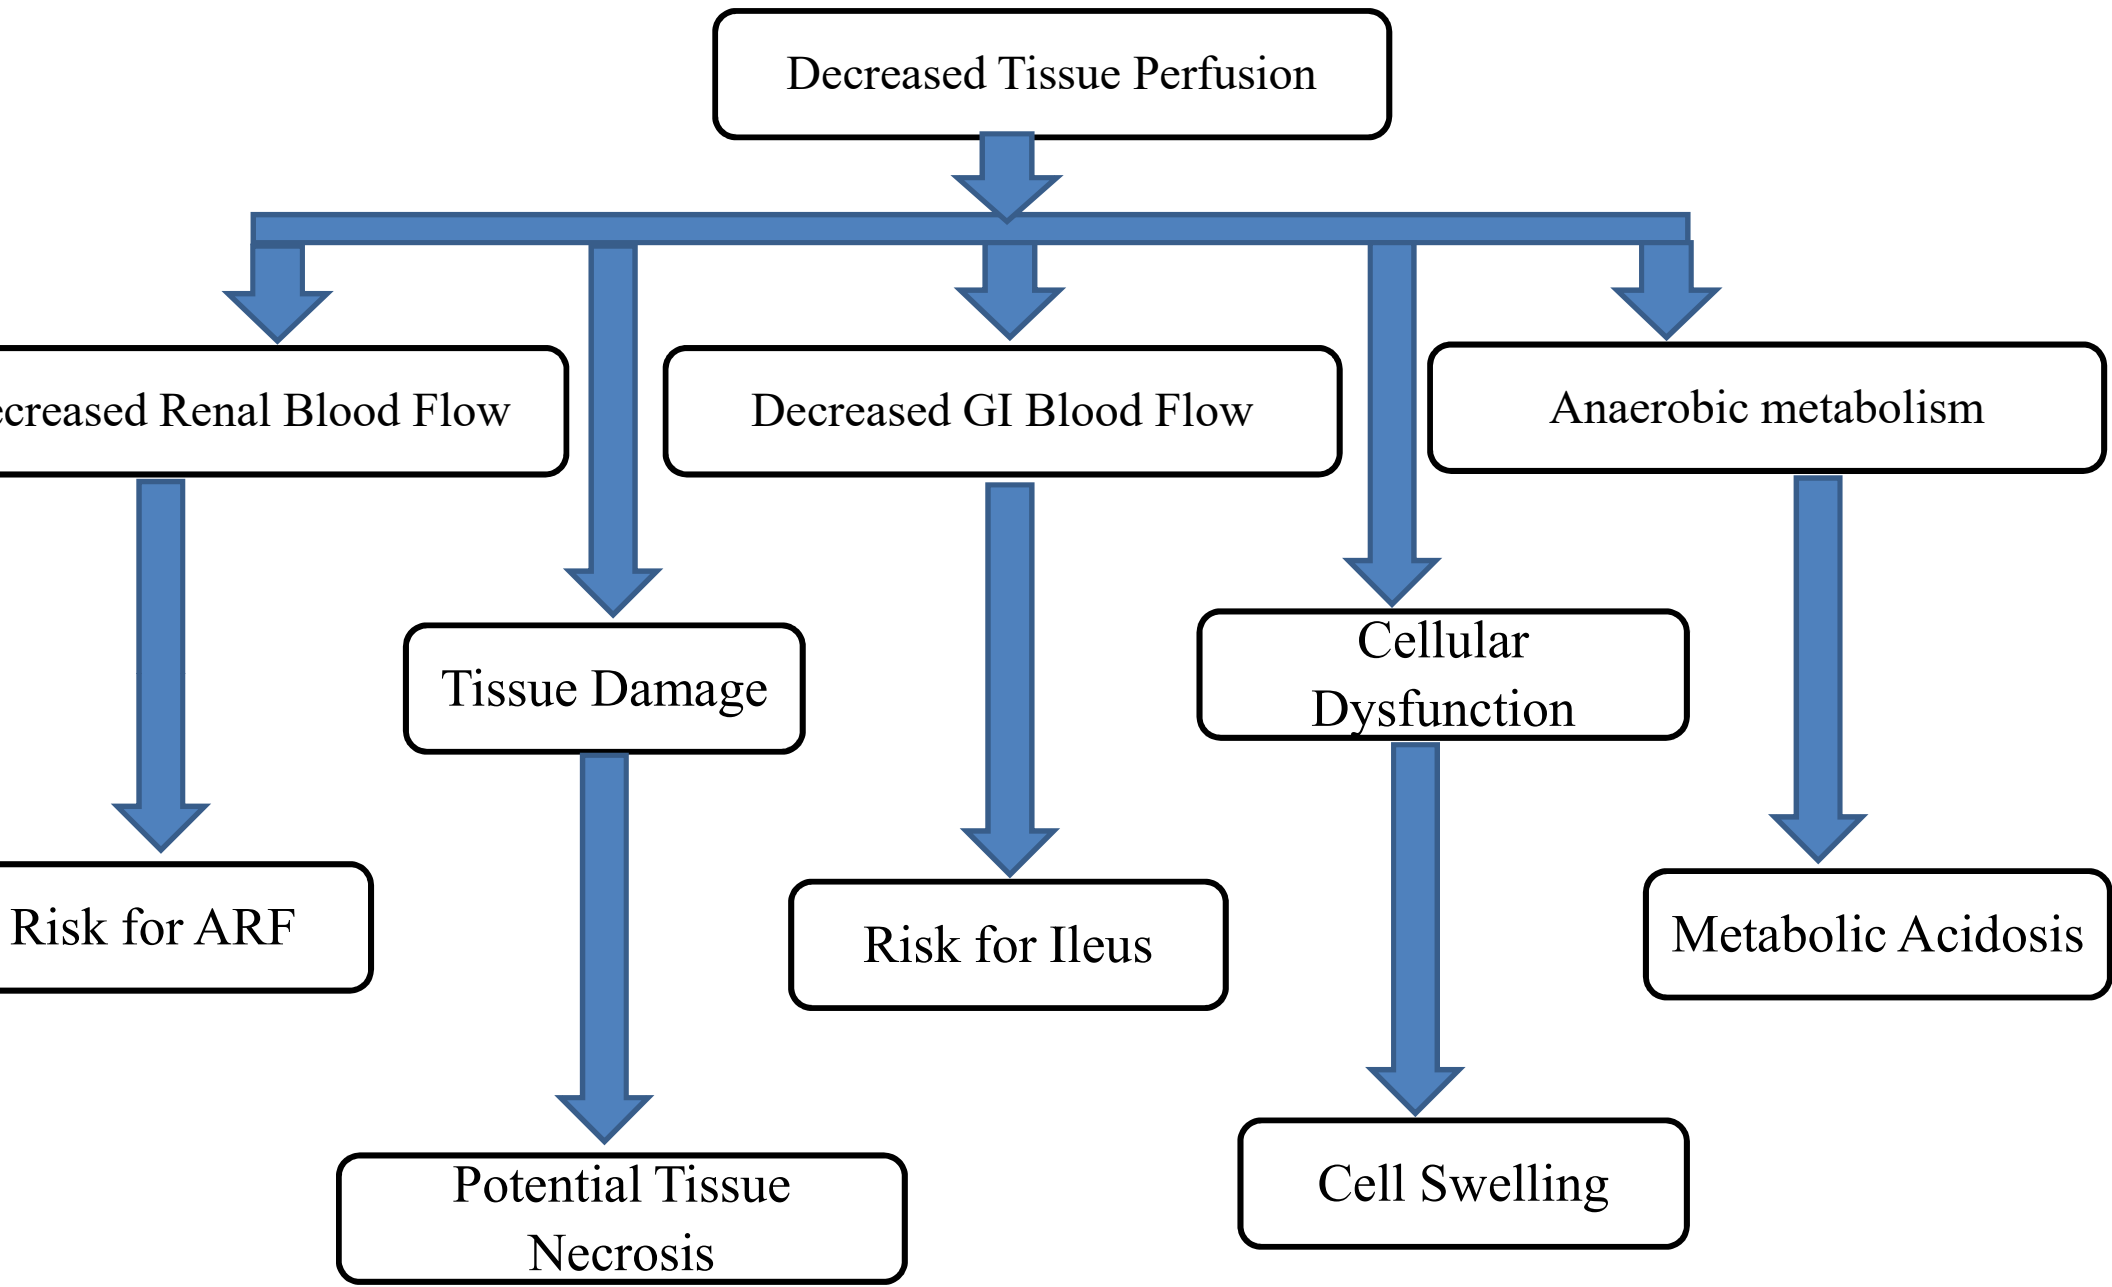 Decreased Tissue Perfusion
ecreased Renal Blood Flow
Decreased GI Blood Flow
Anaerobic metabolism
Tissue Damage
Cellular
Dysfunction
Risk for ARF
Risk for Ileus
Metabolic Acidosis
Potential Tissue
Necrosis
Cell Swelling